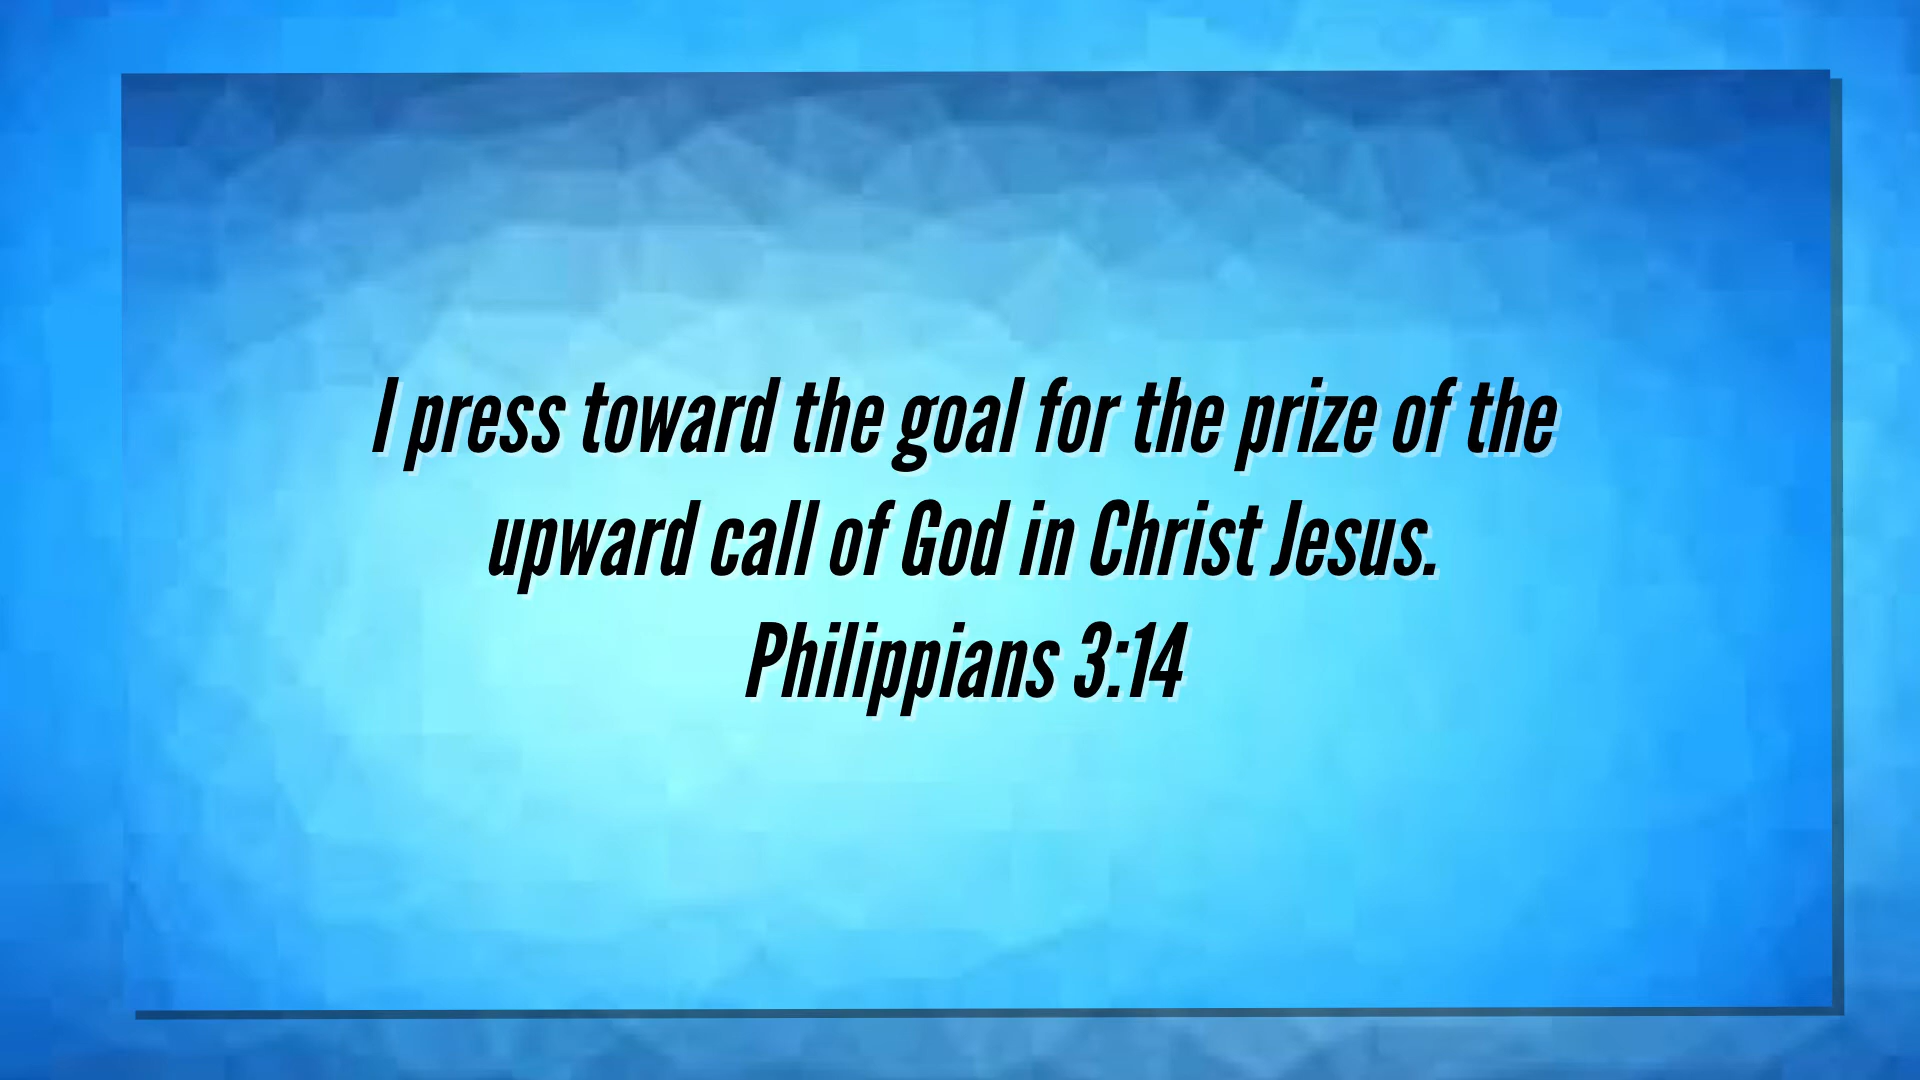 I press toward the goal for the prize of the
upward call of God in Christ Jesus.
Philippians 3:14